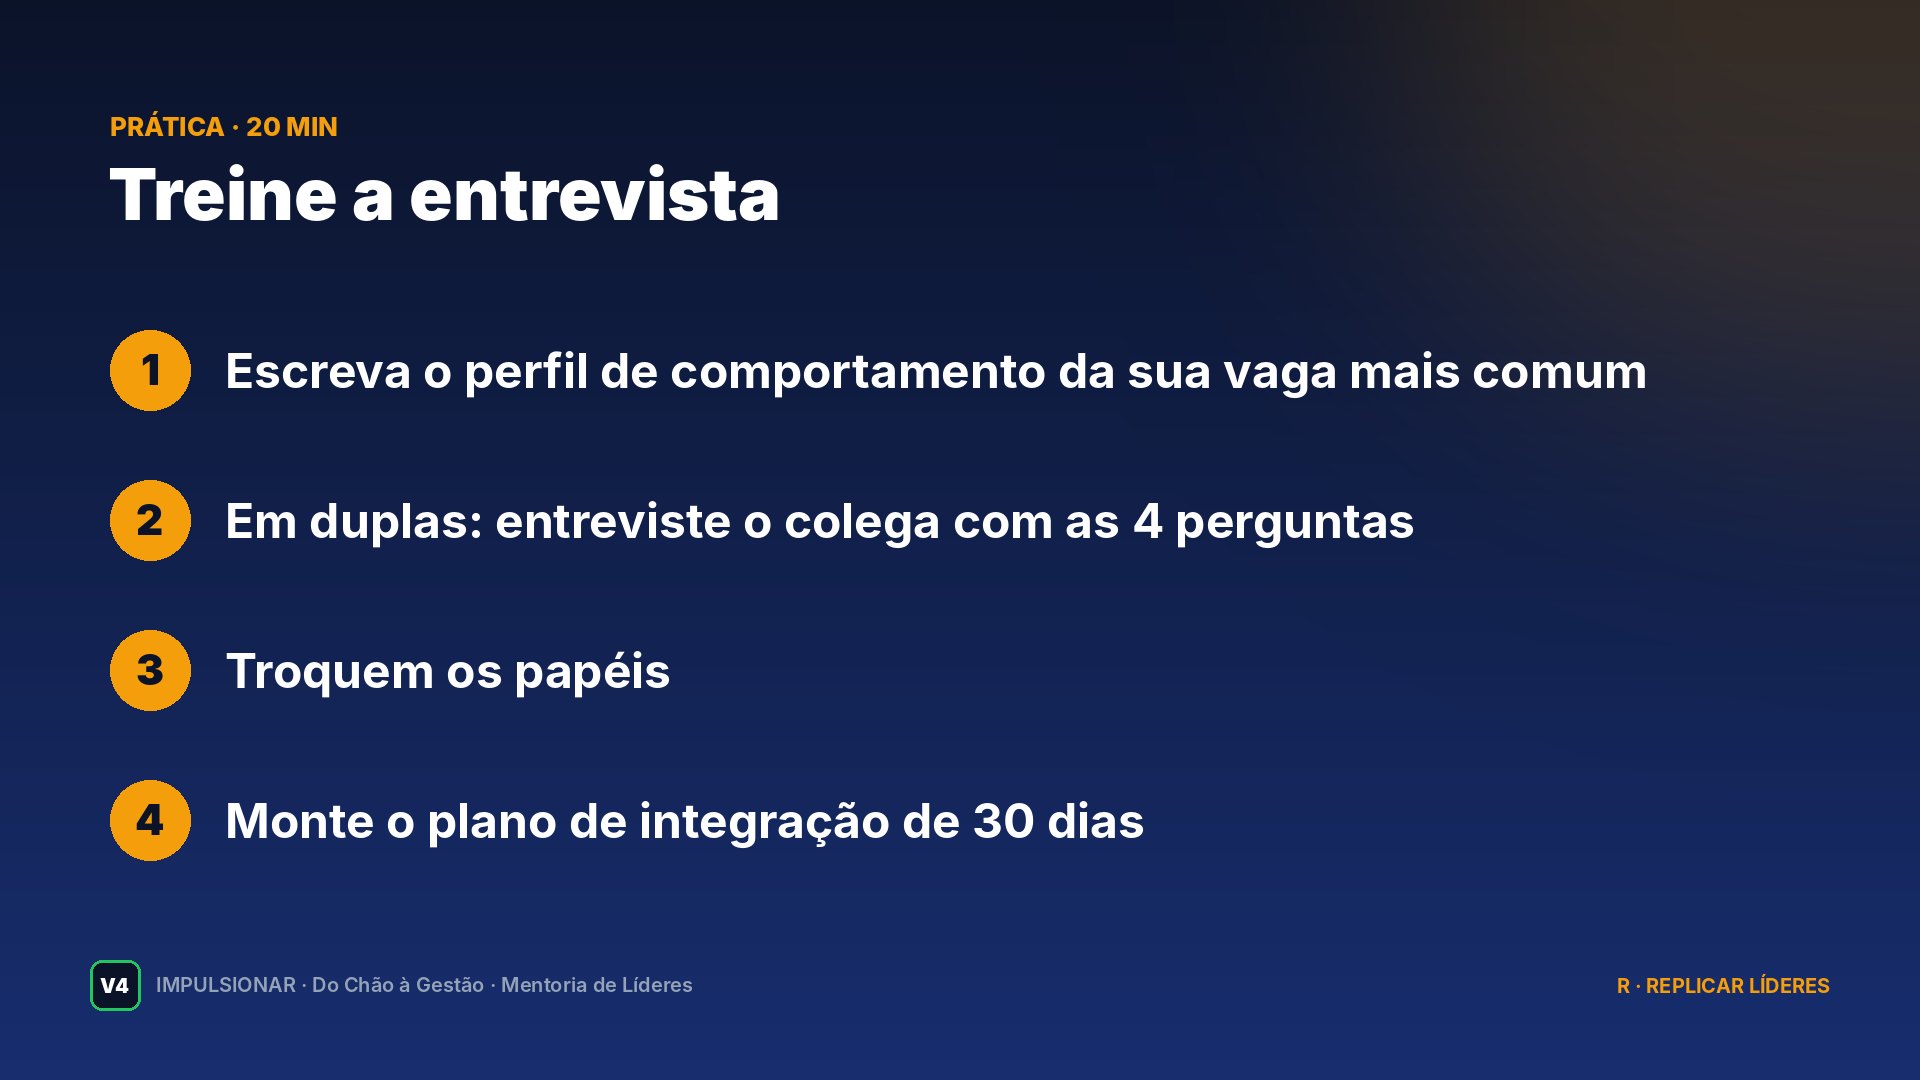 PRÁTICA · 20 MIN
Treine a entrevista
1 Escreva o perfil de comportamento da sua vaga mais comum
2 Em duplas: entreviste o colega com as 4 perguntas
3 Troquem os papéis
4 Monte o plano de integração de 30 dias
V4 IMPULSIONAR · Do Chão à Gestão · Mentoria de Líderes
R · REPLICAR LÍDERES